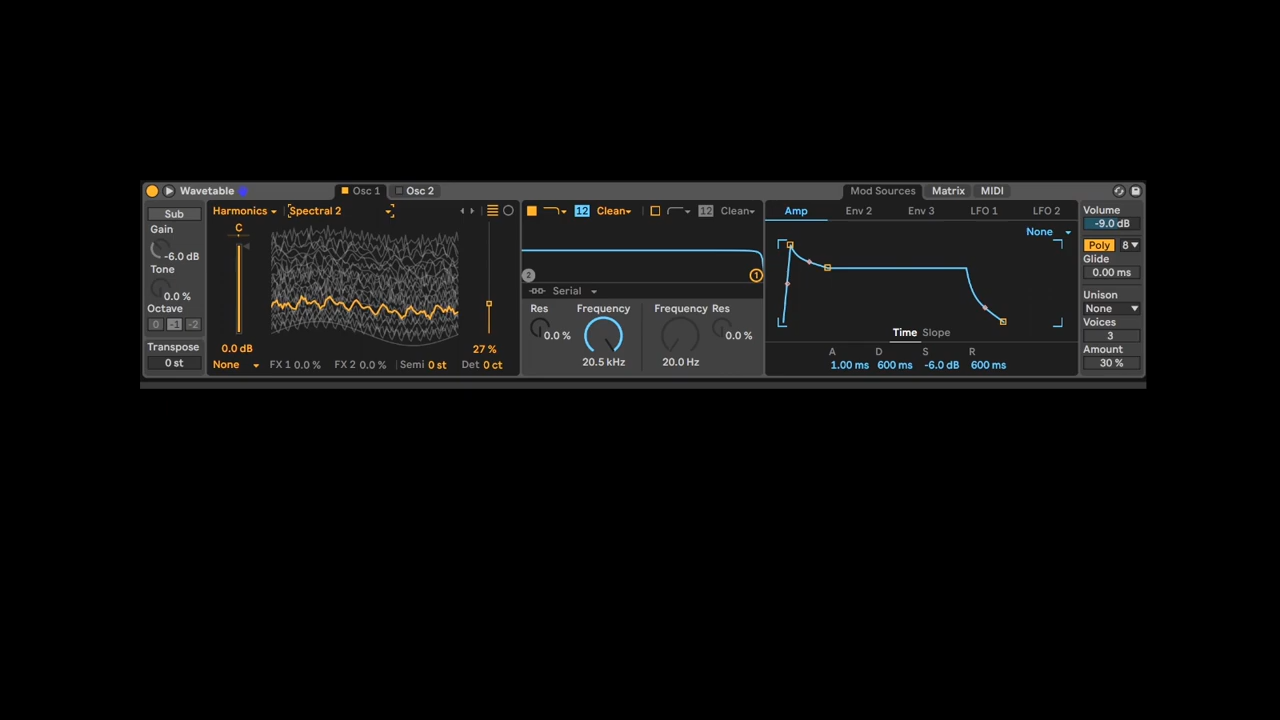 Wavetable Osc 1 Osc 2 Mod Sources Matrix MIDI
Sub
Gain
-6.0 dB
Tone
0.0 %
Octave
0 -1 -2
Transpose
0 st
Harmonics Spectral 2
C
0.0 dB
27 %
None FX 1 0.0 % FX 2 0.0 % Semi 0 st Det 0 ct
12 Clean 12 Clean
2 1
Serial
Res Frequency Frequency Res
0.0 % 0.0 %
20.5 kHz 20.0 Hz
Amp Env 2 Env 3 LFO 1 LFO 2
None
Time Slope
A D S R
1.00 ms 600 ms -6.0 dB 600 ms
Volume
-9.0 dB
Poly 8
Glide
0.00 ms
Unison
None
Voices
3
Amount
30 %